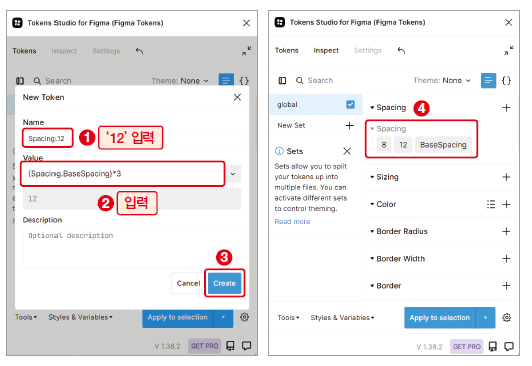 Tokens Studio for Figma (Figma Tokens)
Tokens Inspect Settings
Search Theme: None
New Token
Name
Spacing.12
1 '12' 입력
Value
{Spacing.BaseSpacing}*3
12
2 입력
Description
Optional description
3
Cancel Create
Tools Styles & Variables Apply to selection
V 1.38.2 GET PRO
Tokens Studio for Figma (Figma Tokens)
Tokens Inspect Settings
Search Theme: None
global
New Set
Sets
Sets allow you to split
your tokens up into
multiple files. You can
activate different sets
to control theming.
Read more
Spacing 4
Spacing
8 12 BaseSpacing
Sizing
Color
Border Radius
Border Width
Border
Tools Styles & Variables Apply to selection
V 1.38.2 GET PRO